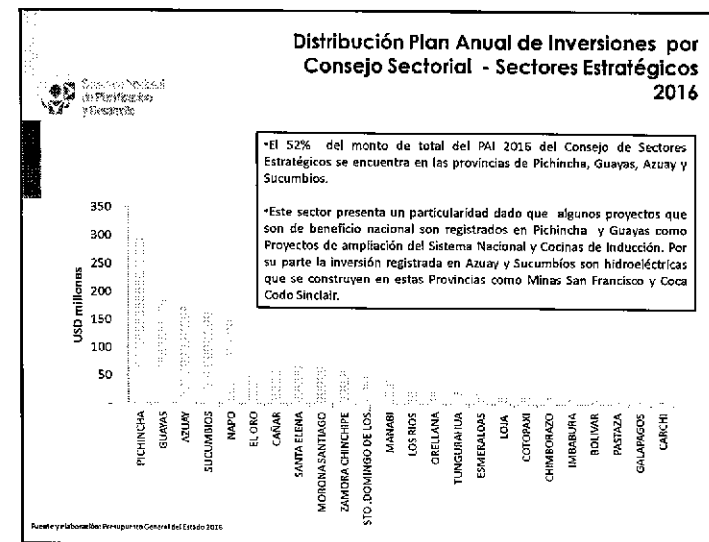 Distribución Plan Anual de Inversiones por
Consejo Sectorial - Sectores Estratégicos
2016
de Planificación
y Desarrollo
*El 52% del monto de total del PAI 2016 del Consejo de Sectores
Estratégicos se encuentra en las provincias de Pichincha, Guayas, Azuay y
Sucumbios.
*Este sector presenta un particularidad dado que algunos proyectos que
son de beneficio nacional son registrados en Pichincha y Guayas como
Proyectos de ampliación del Sistema Nacional y Cocinas de Inducción. Por
su parte la inversión registrada en Azuay y Sucumbíos son hidroeléctricas
que se construyen en estas Provincias como Minas San Francisco y Coca
Codo Sinclair.
USD millones
350
300
250
200
150
100
50
-
PICHINCHA
GUAYAS
AZUAY
SUCUMBIOS
NAPO
EL ORO
CAÑAR
SANTA ELENA
MORONA SANTIAGO
ZAMORA CHINCHIPE
STO. DOMINGO DE LOS...
MANABI
LOS RIOS
ORELLANA
TUNGURAHUA
ESMERALDAS
LOJA
COTOPAXI
CHIMBORAZO
IMBABURA
BOLIVAR
PASTAZA
GALAPAGOS
CARCHI
Fuente y elaboración: Presupuesto General del Estado 2016